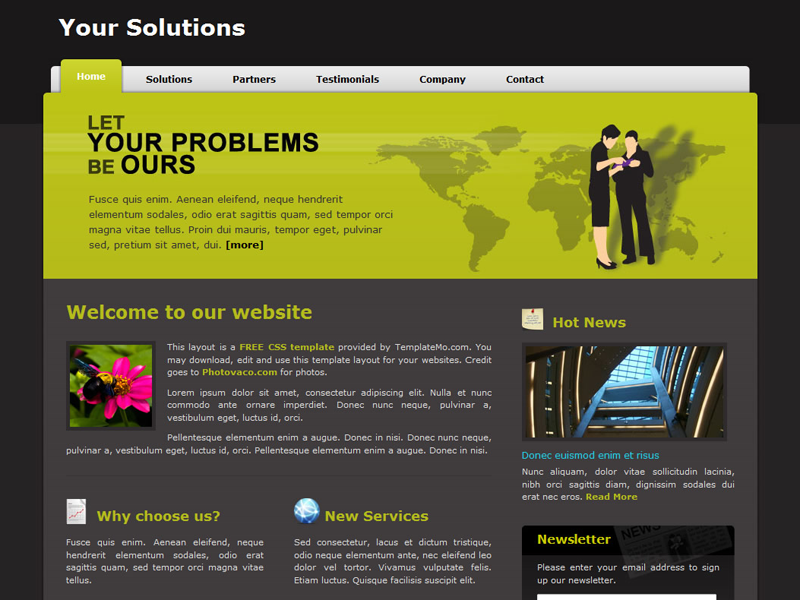 Your Solutions
Home Solutions Partners Testimonials Company Contact
LET
YOUR PROBLEMS
BE OURS
Fusce quis enim. Aenean eleifend, neque hendrerit
elementum sodales, odio erat sagittis quam, sed tempor orci
magna vitae tellus. Proin dui mauris, tempor eget, pulvinar
sed, pretium sit amet, dui. [more]
Welcome to our website
This layout is a FREE CSS template provided by TemplateMo.com. You
may download, edit and use this template layout for your websites. Credit
goes to Photovaco.com for photos.
Lorem ipsum dolor sit amet, consectetur adipiscing elit. Nulla et nunc
commodo ante ornare imperdiet. Donec nunc neque, pulvinar a,
vestibulum eget, luctus id, orci.
Pellentesque elementum enim a augue. Donec in nisi. Donec nunc neque,
pulvinar a, vestibulum eget, luctus id, orci. Pellentesque elementum enim a augue. Donec in nisi.
Why choose us?
Fusce quis enim. Aenean eleifend, neque
hendrerit elementum sodales, odio erat
sagittis quam, sed tempor orci magna vitae
tellus.
New Services
Sed consectetur, lacus et dictum tristique,
odio neque elementum ante, nec eleifend leo
dolor vel tortor. Vivamus vulputate felis.
Etiam luctus. Quisque facilisis suscipit elit.
Hot News
Donec euismod enim et risus
Nunc aliquam, dolor vitae sollicitudin lacinia,
nibh orci sagittis diam, dignissim sodales dui
erat nec eros. Read More
NEWS
Newsletter
Please enter your email address to sign
up our newsletter.